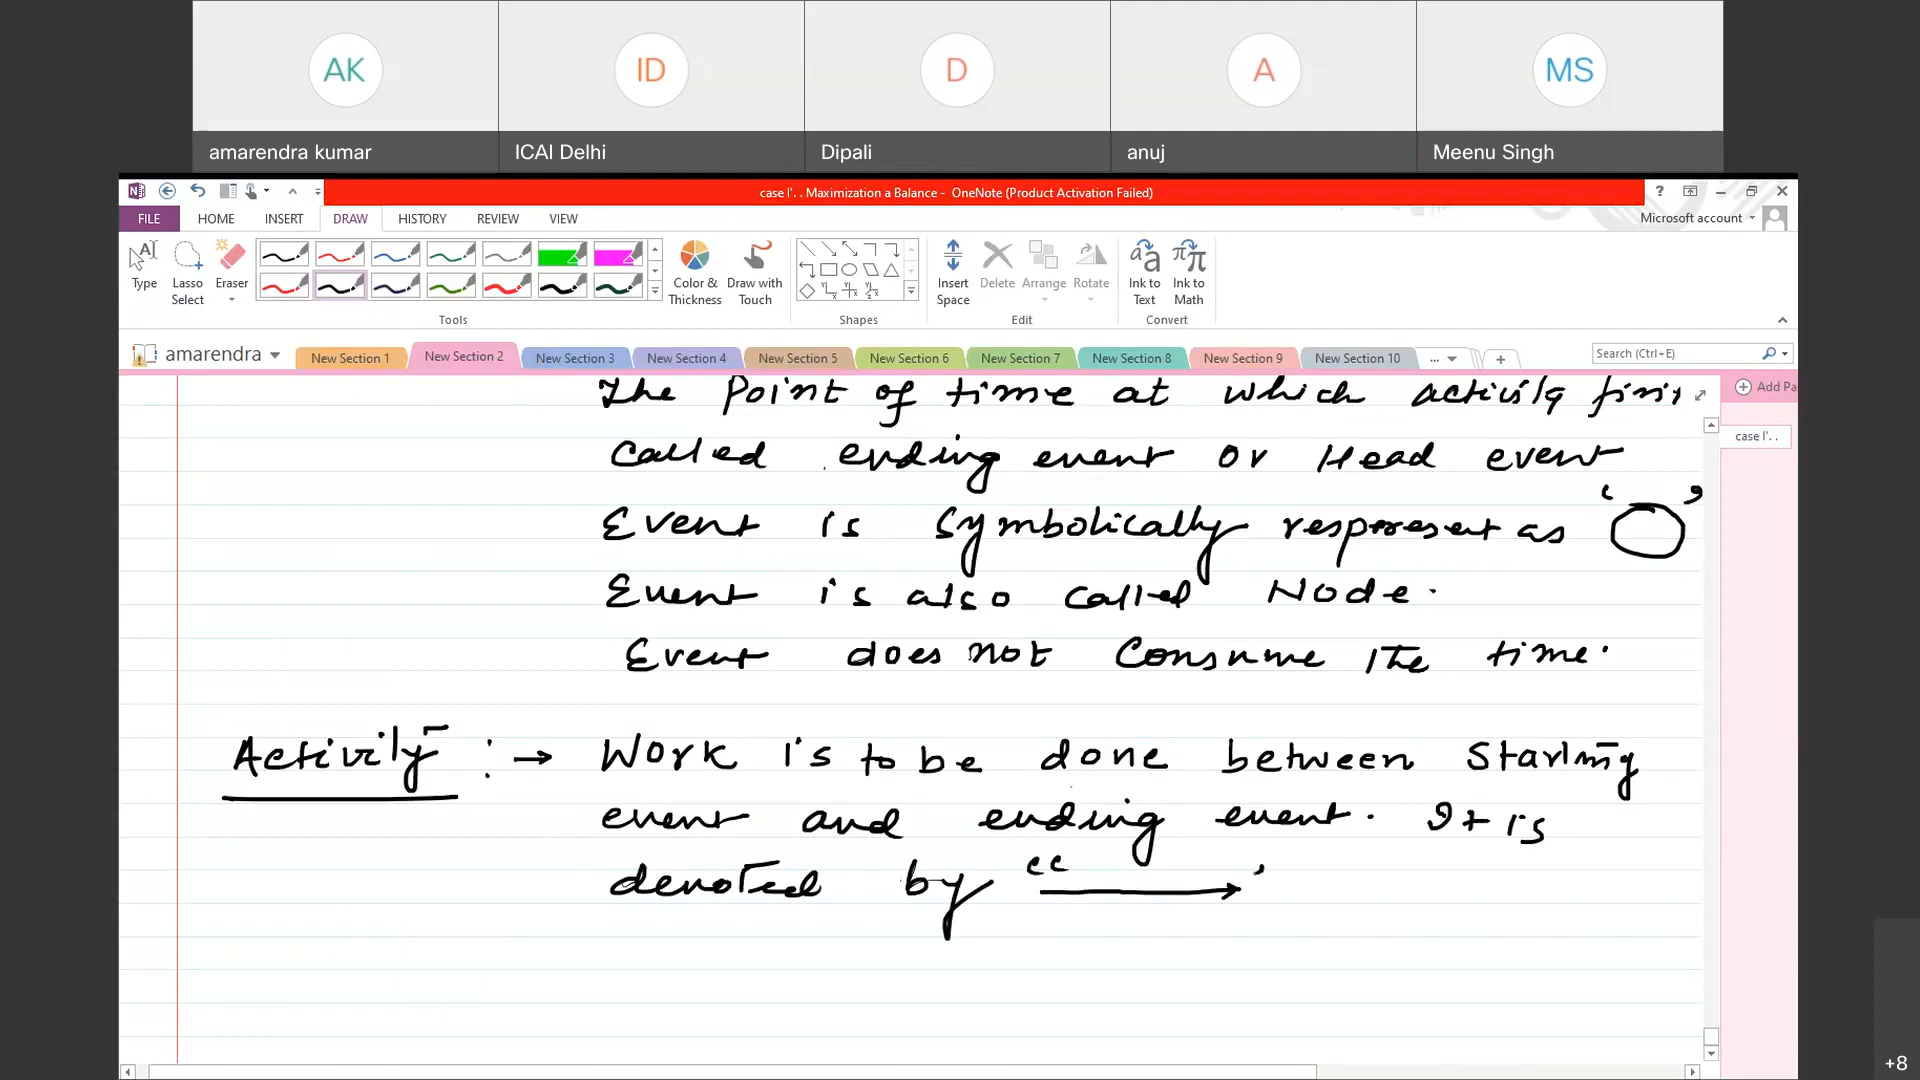 AK
ID
D
A
MS
amarendra kumar
ICAI Delhi
Dipali
anuj
Meenu Singh
case I'. . Maximization a Balance - OneNote (Product Activation Failed)
?
FILE HOME INSERT DRAW HISTORY REVIEW VIEW
Microsoft account
Type
Lasso Select
Eraser
Color & Thickness
Draw with Touch
Insert Space
Delete
Arrange
Rotate
Ink to Text
Ink to Math
Tools
Shapes
Edit
Convert
amarendra
New Section 1 New Section 2 New Section 3 New Section 4 New Section 5 New Section 6 New Section 7 New Section 8 New Section 9 New Section 10 ...
Search (Ctrl+E)
Add Pa
case I'. .
The Point of time at which activity finis
Called ending event or Head event
Event is symbolically respresent as 'O'
Event is also called Node.
Event does not Consume the time.
Activity :→ Work is to be done between Starting
event and ending event. It is
denoted by "→'
+8